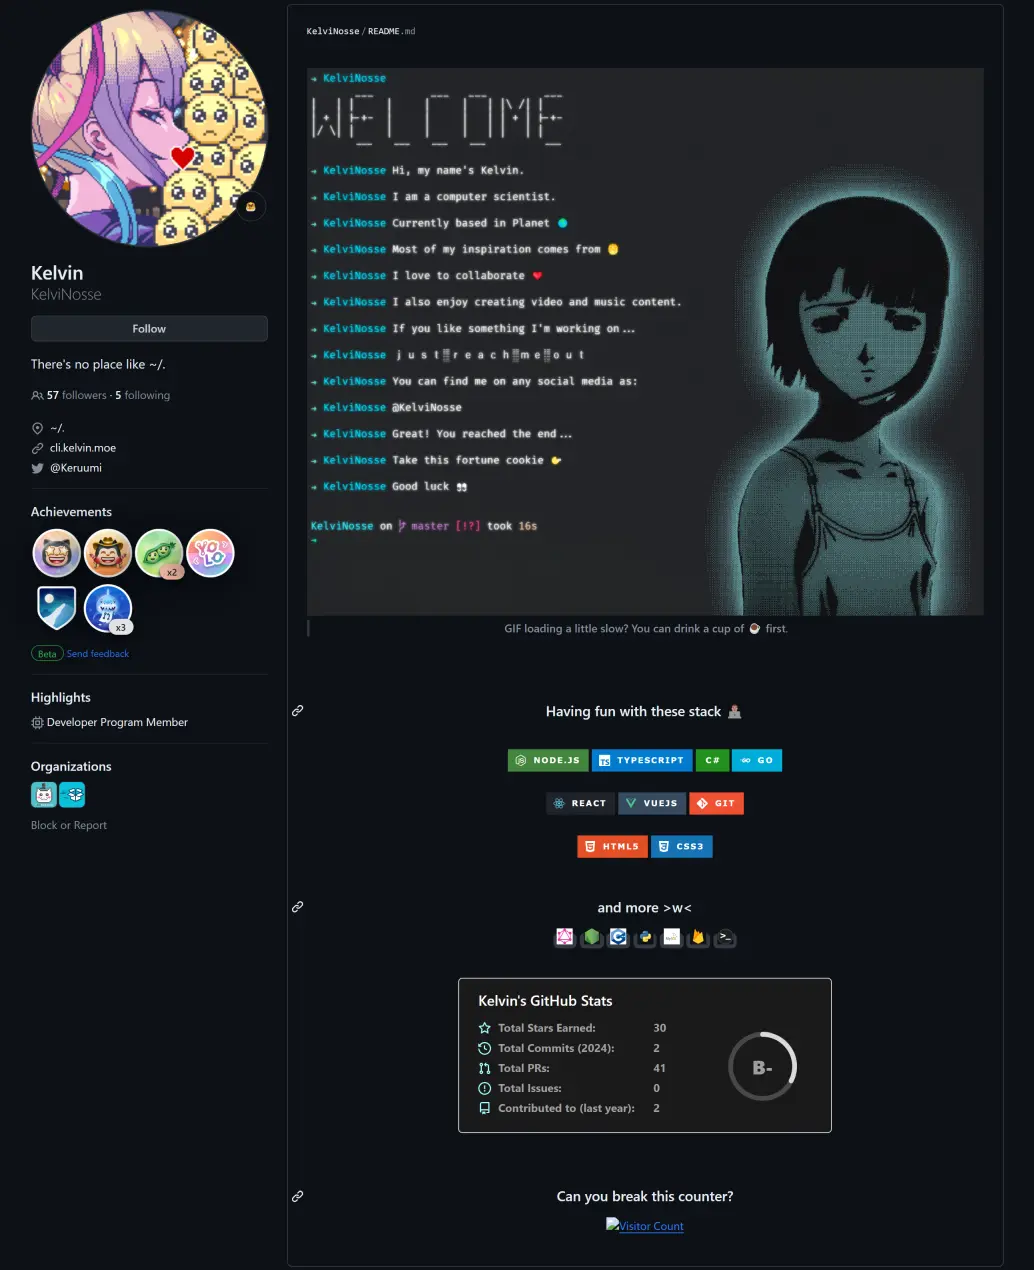 Kelvin
KelviNosse
Follow
There's no place like ~/.
57 followers · 5 following
~/.
cli.kelvin.moe
@Keruumi
Achievements
YOLO
x2
x3
Beta Send feedback
Highlights
Developer Program Member
Organizations
Block or Report
KelviNosse / README.md
→ KelviNosse
WELCOME
→ KelviNosse Hi, my name's Kelvin.
→ KelviNosse I am a computer scientist.
→ KelviNosse Currently based in Planet
→ KelviNosse Most of my inspiration comes from
→ KelviNosse I love to collaborate ❤️
→ KelviNosse I also enjoy creating video and music content.
→ KelviNosse If you like something I'm working on...
→ KelviNosse j u s t ▒ r e a c h ▒ m e ▒ o u t
→ KelviNosse You can find me on any social media as:
→ KelviNosse @KelviNosse
→ KelviNosse Great! You reached the end...
→ KelviNosse Take this fortune cookie
→ KelviNosse Good luck
KelviNosse on master [!?] took 16s
→
GIF loading a little slow? You can drink a cup of ☕ first.
Having fun with these stack
NODE.JS TYPESCRIPT C# GO
REACT VUEJS GIT
HTML5 CSS3
and more >w<
Kelvin's GitHub Stats
Total Stars Earned: 30
Total Commits (2024): 2
Total PRs: 41
Total Issues: 0
Contributed to (last year): 2
B-
Can you break this counter?
Visitor Count